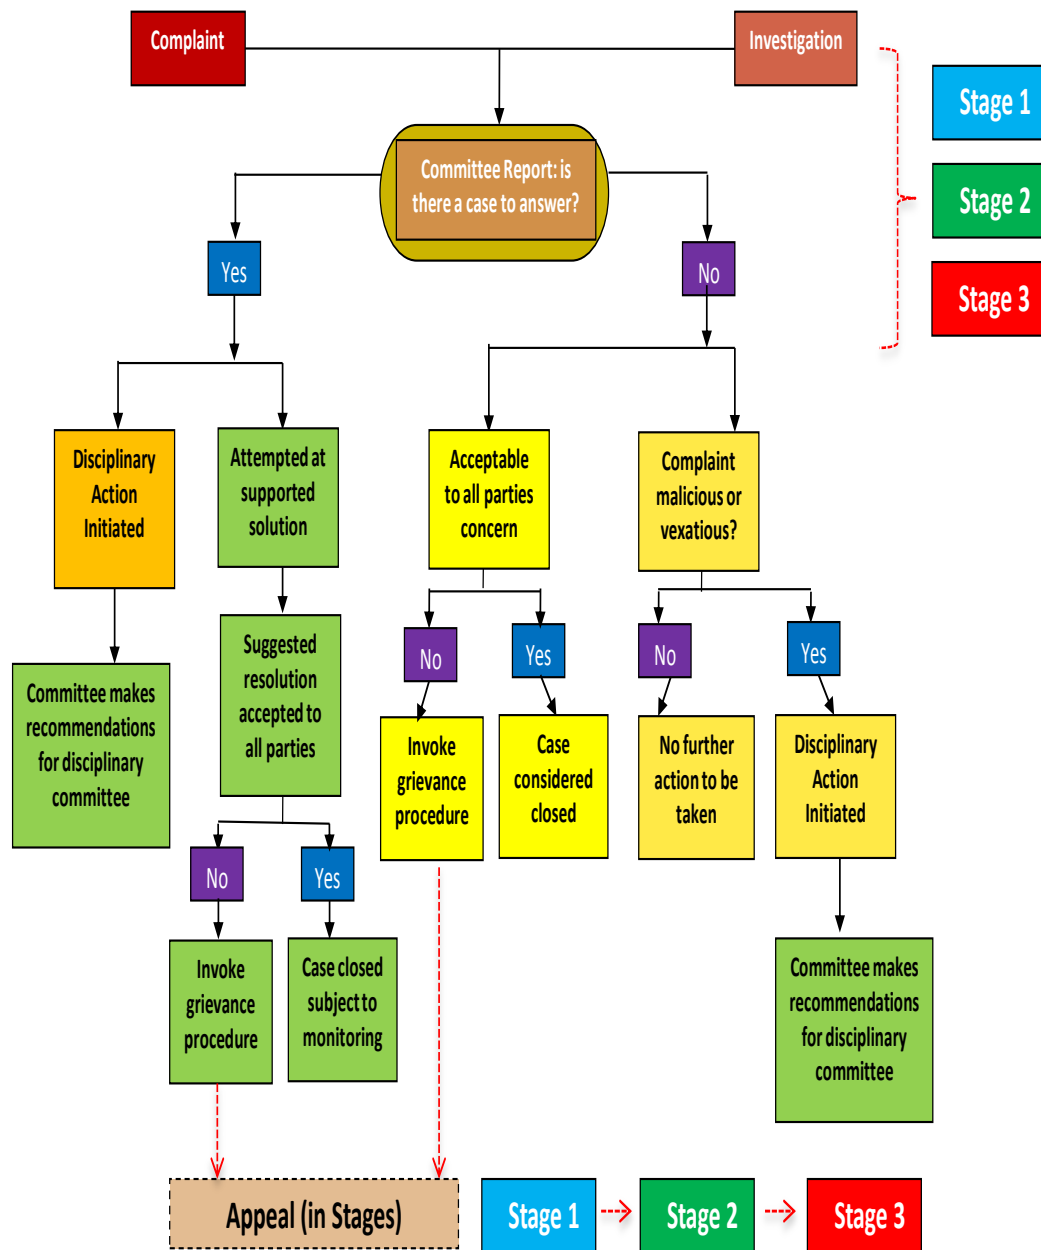 Complaint
Investigation
Stage 1
Stage 2
Stage 3
Committee Report: is
there a case to answer?
Yes
No
Disciplinary
Action
Initiated
Attempted at
supported
solution
Acceptable
to all parties
concern
Complaint
malicious or
vexatious?
Committee makes
recommendations
for disciplinary
committee
Suggested
resolution
accepted to
all parties
No
Yes
No
Yes
Invoke
grievance
procedure
Case
considered
closed
No further
action to be
taken
Disciplinary
Action
Initiated
No
Yes
Invoke
grievance
procedure
Case closed
subject to
monitoring
Committee makes
recommendations
for disciplinary
committee
Appeal (in Stages)
Stage 1
Stage 2
Stage 3